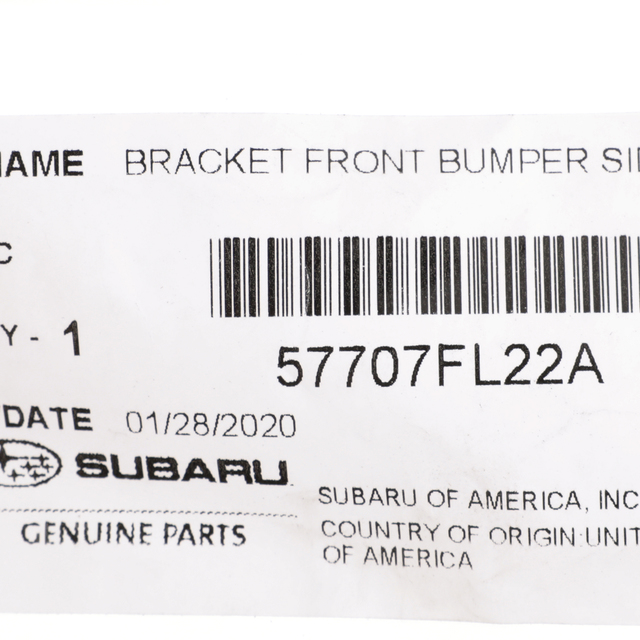 NAME BRACKET FRONT BUMPER SI
C
Y - 1
57707FL22A
DATE 01/28/2020
SUBARU
GENUINE PARTS
SUBARU OF AMERICA, INC
COUNTRY OF ORIGIN:UNIT
OF AMERICA